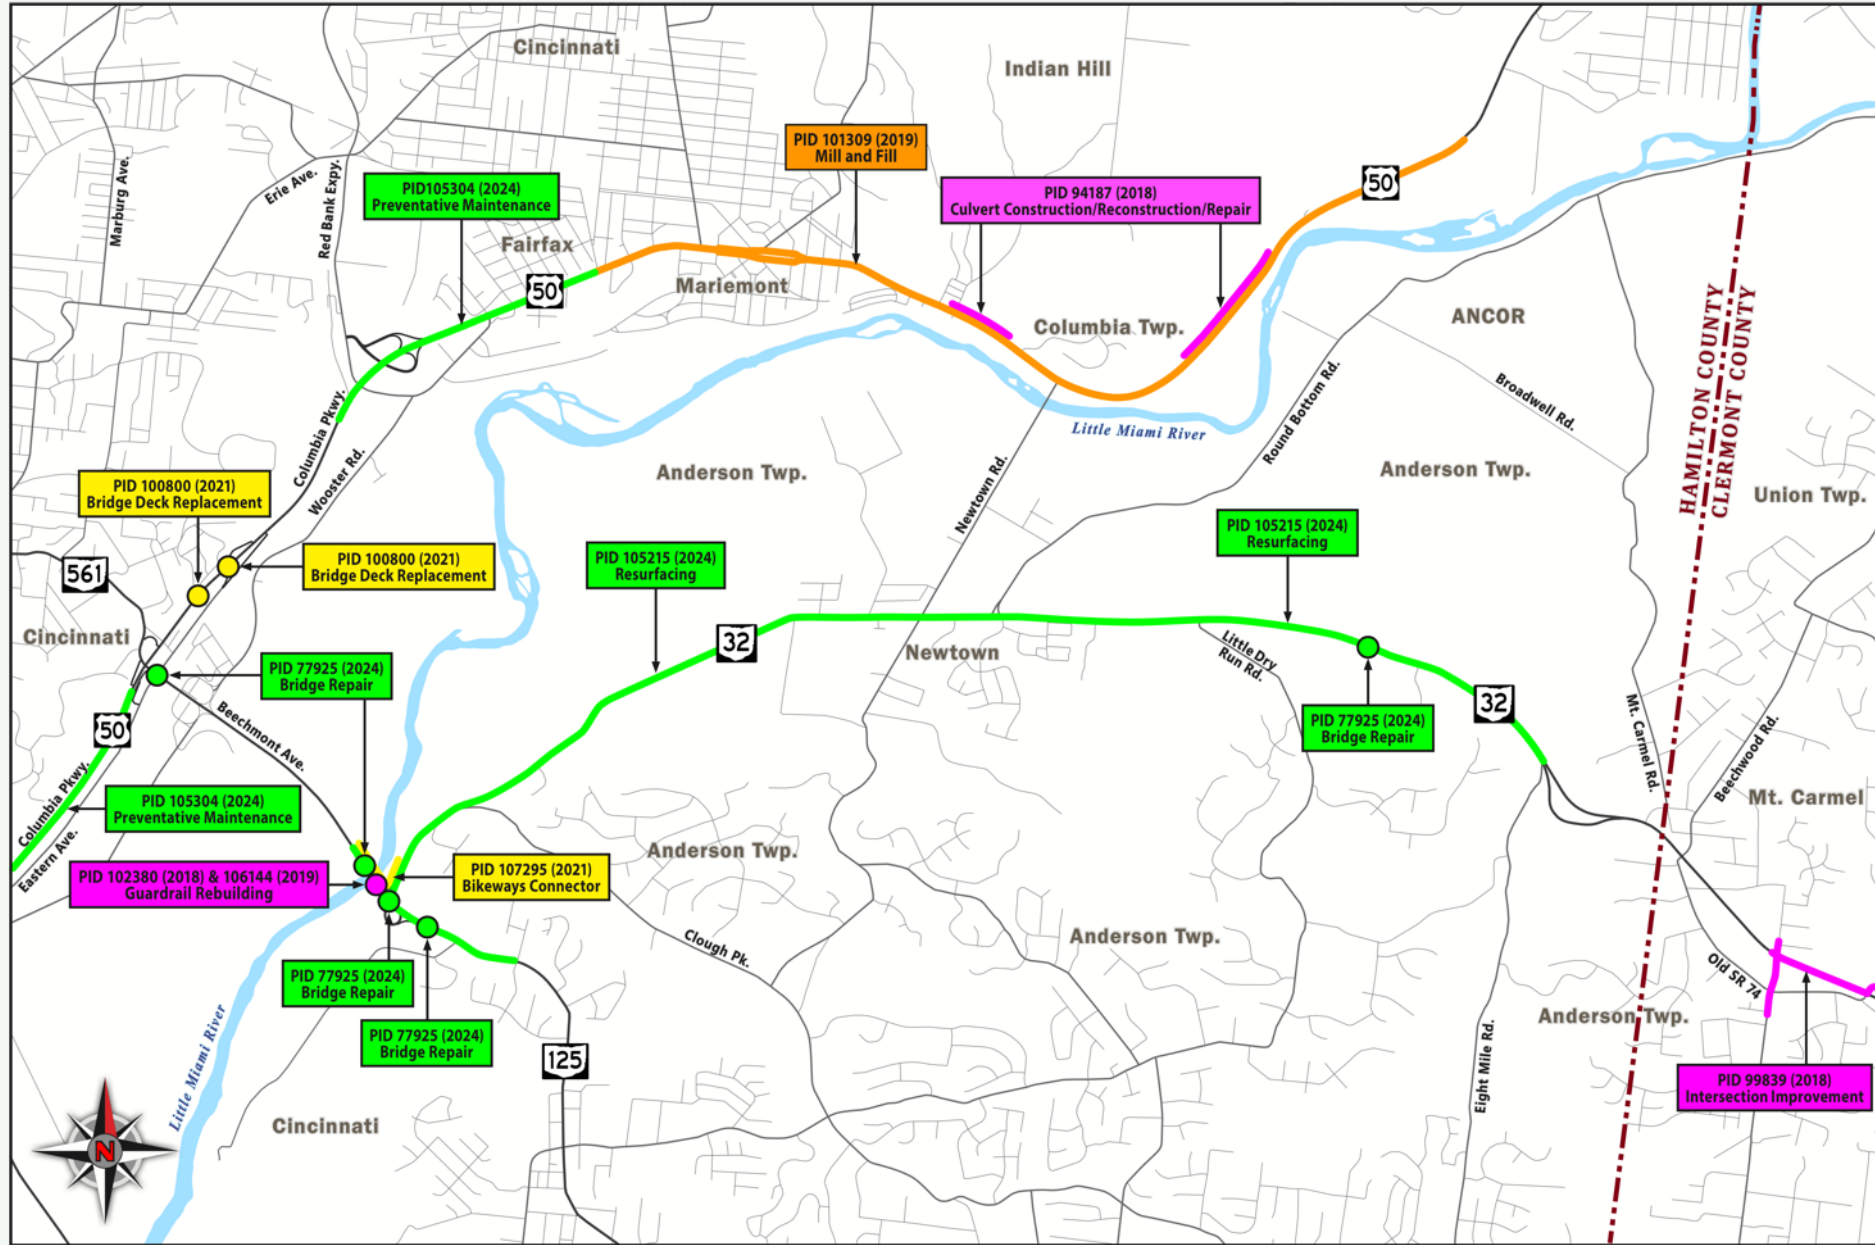 Cincinnati
Indian Hill
PID 101309 (2019)
Mill and Fill
Marburg Ave.
Erie Ave.
Red Bank Expy.
PID105304 (2024)
Preventative Maintenance
PID 94187 (2018)
Culvert Construction/Reconstruction/Repair
50
Fairfax
50
Mariemont
Columbia Twp.
ANCOR
HAMILTON COUNTY
CLERMONT COUNTY
Columbia Pkwy.
Wooster Rd.
Little Miami River
Round Bottom Rd.
Broadwell Rd.
Anderson Twp.
Newtown Rd.
Anderson Twp.
Union Twp.
PID 100800 (2021)
Bridge Deck Replacement
PID 100800 (2021)
Bridge Deck Replacement
PID 105215 (2024)
Resurfacing
PID 105215 (2024)
Resurfacing
561
Cincinnati
32
Newtown
Little Dry
Run Rd.
PID 77925 (2024)
Bridge Repair
50
Beechmont Ave.
PID 77925 (2024)
Bridge Repair
32
Mt. Carmel Rd.
Beechwood Rd.
Mt. Carmel
Columbia Pkwy.
Eastern Ave.
PID 105304 (2024)
Preventative Maintenance
PID 102380 (2018) & 106144 (2019)
Guardrail Rebuilding
PID 107295 (2021)
Bikeways Connector
Anderson Twp.
Clough Pk.
Anderson Twp.
PID 77925 (2024)
Bridge Repair
PID 77925 (2024)
Bridge Repair
125
Old SR 74
Anderson Twp.
Little Miami River
Eight Mile Rd.
PID 99839 (2018)
Intersection Improvement
Cincinnati
N